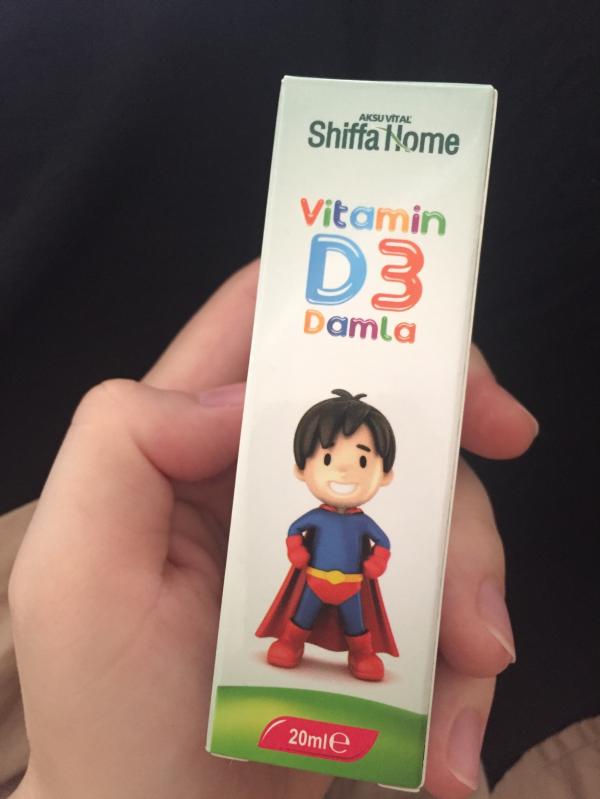 AKSU VİTAL
Shiffa Home
Vitamin
D3
Damla
20ml e